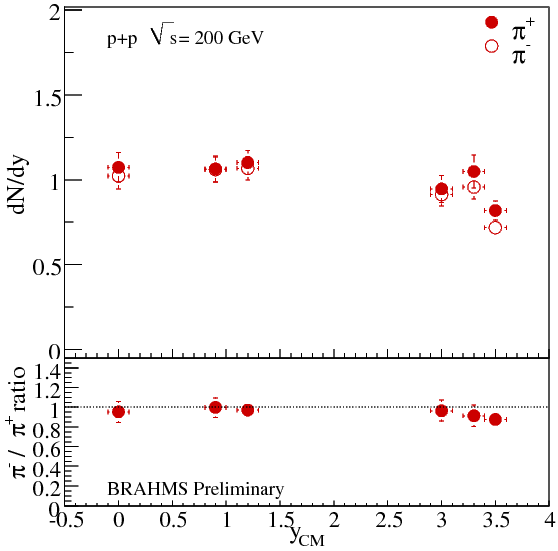 p+p √s = 200 GeV
π+
π-
dN/dy
2
1.5
1
0.5
0
π- / π+ ratio
1.4
1.2
1
0.8
0.6
0.4
0.2
0
BRAHMS Preliminary
-0.5 0 0.5 1 1.5 2 2.5 3 3.5 4
yCM